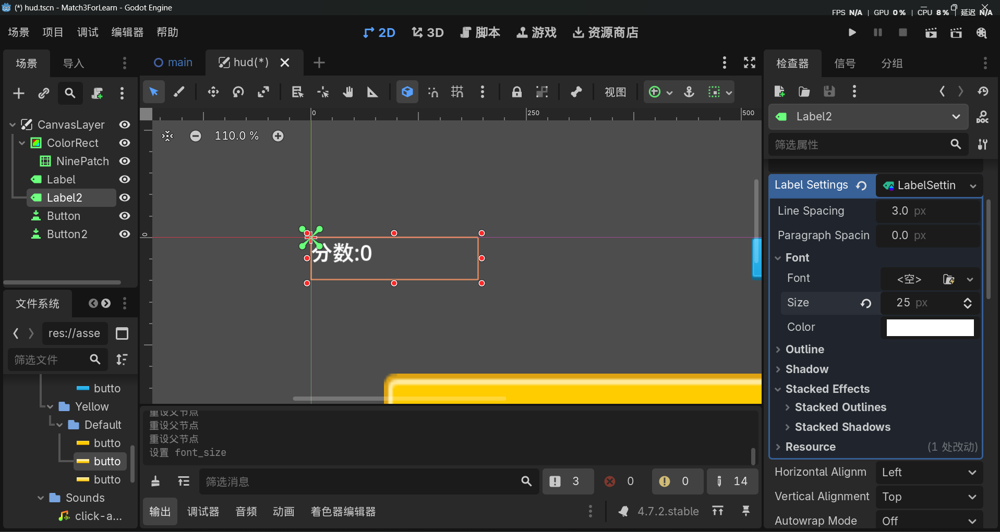 (*) hud.tscn - Match3ForLearn - Godot Engine
FPS N/A | GPU 0% | CPU 8% | 延迟 N/A
场景 项目 调试 编辑器 帮助
2D 3D 脚本 游戏 资源商店
场景 导入
main hud(*)
检查器 信号 分组
视图
0 250 500
110.0 %
0
分数:0
CanvasLayer
ColorRect
NinePatch
Label
Label2
Button
Button2
文件系统
res://asse
筛选文件
butto
Yellow
Default
butto
butto
butto
Sounds
click-a...
重设父节点
重设父节点
重设父节点
设置 font_size
筛选消息
3 0 0 14
输出 调试器 音频 动画 着色器编辑器
4.7.2.stable
Label2
DOC
筛选属性
Label Settings LabelSettin
Line Spacing 3.0 px
Paragraph Spacin 0.0 px
Font
Font <空>
Size 25 px
Color
Outline
Shadow
Stacked Effects
Stacked Outlines
Stacked Shadows
Resource (1 处改动)
Horizontal Alignm Left
Vertical Alignment Top
Autowrap Mode Off